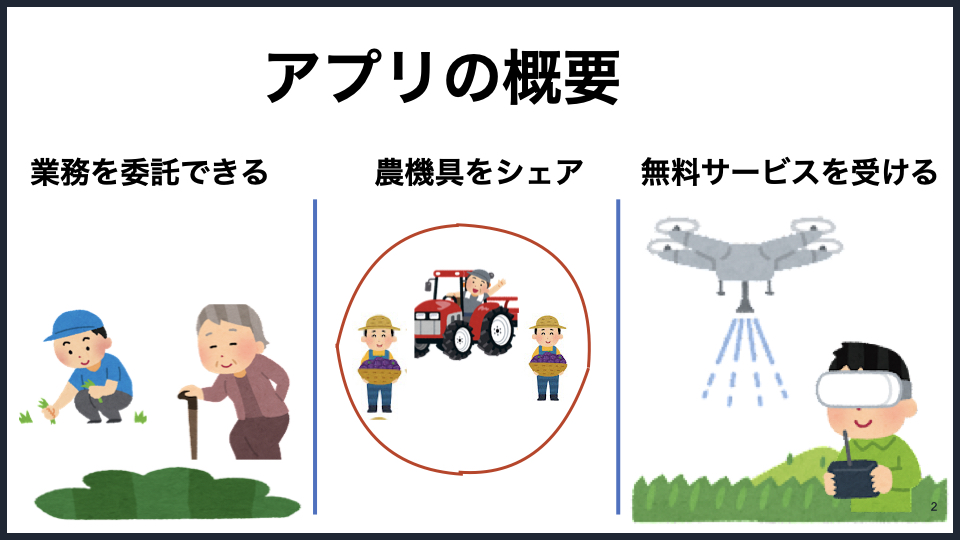 アプリの概要
業務を委託できる
農機具をシェア
無料サービスを受ける
2